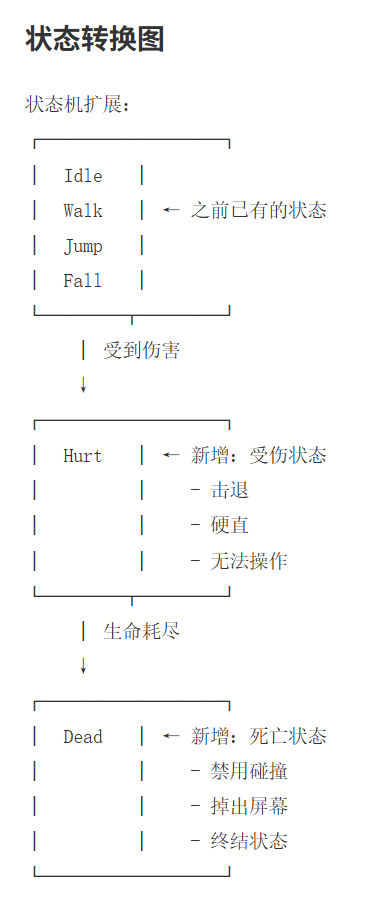 状态转换图
状态机扩展:
┌─────────┐
│ Idle │
│ Walk │ ← 之前已有的状态
│ Jump │
│ Fall │
└────┬────┘
│ 受到伤害
↓
┌─────────┐
│ Hurt │ ← 新增: 受伤状态
│ │ - 击退
│ │ - 硬直
│ │ - 无法操作
└────┬────┘
│ 生命耗尽
↓
┌─────────┐
│ Dead │ ← 新增: 死亡状态
│ │ - 禁用碰撞
│ │ - 掉出屏幕
│ │ - 终结状态
└─────────┘